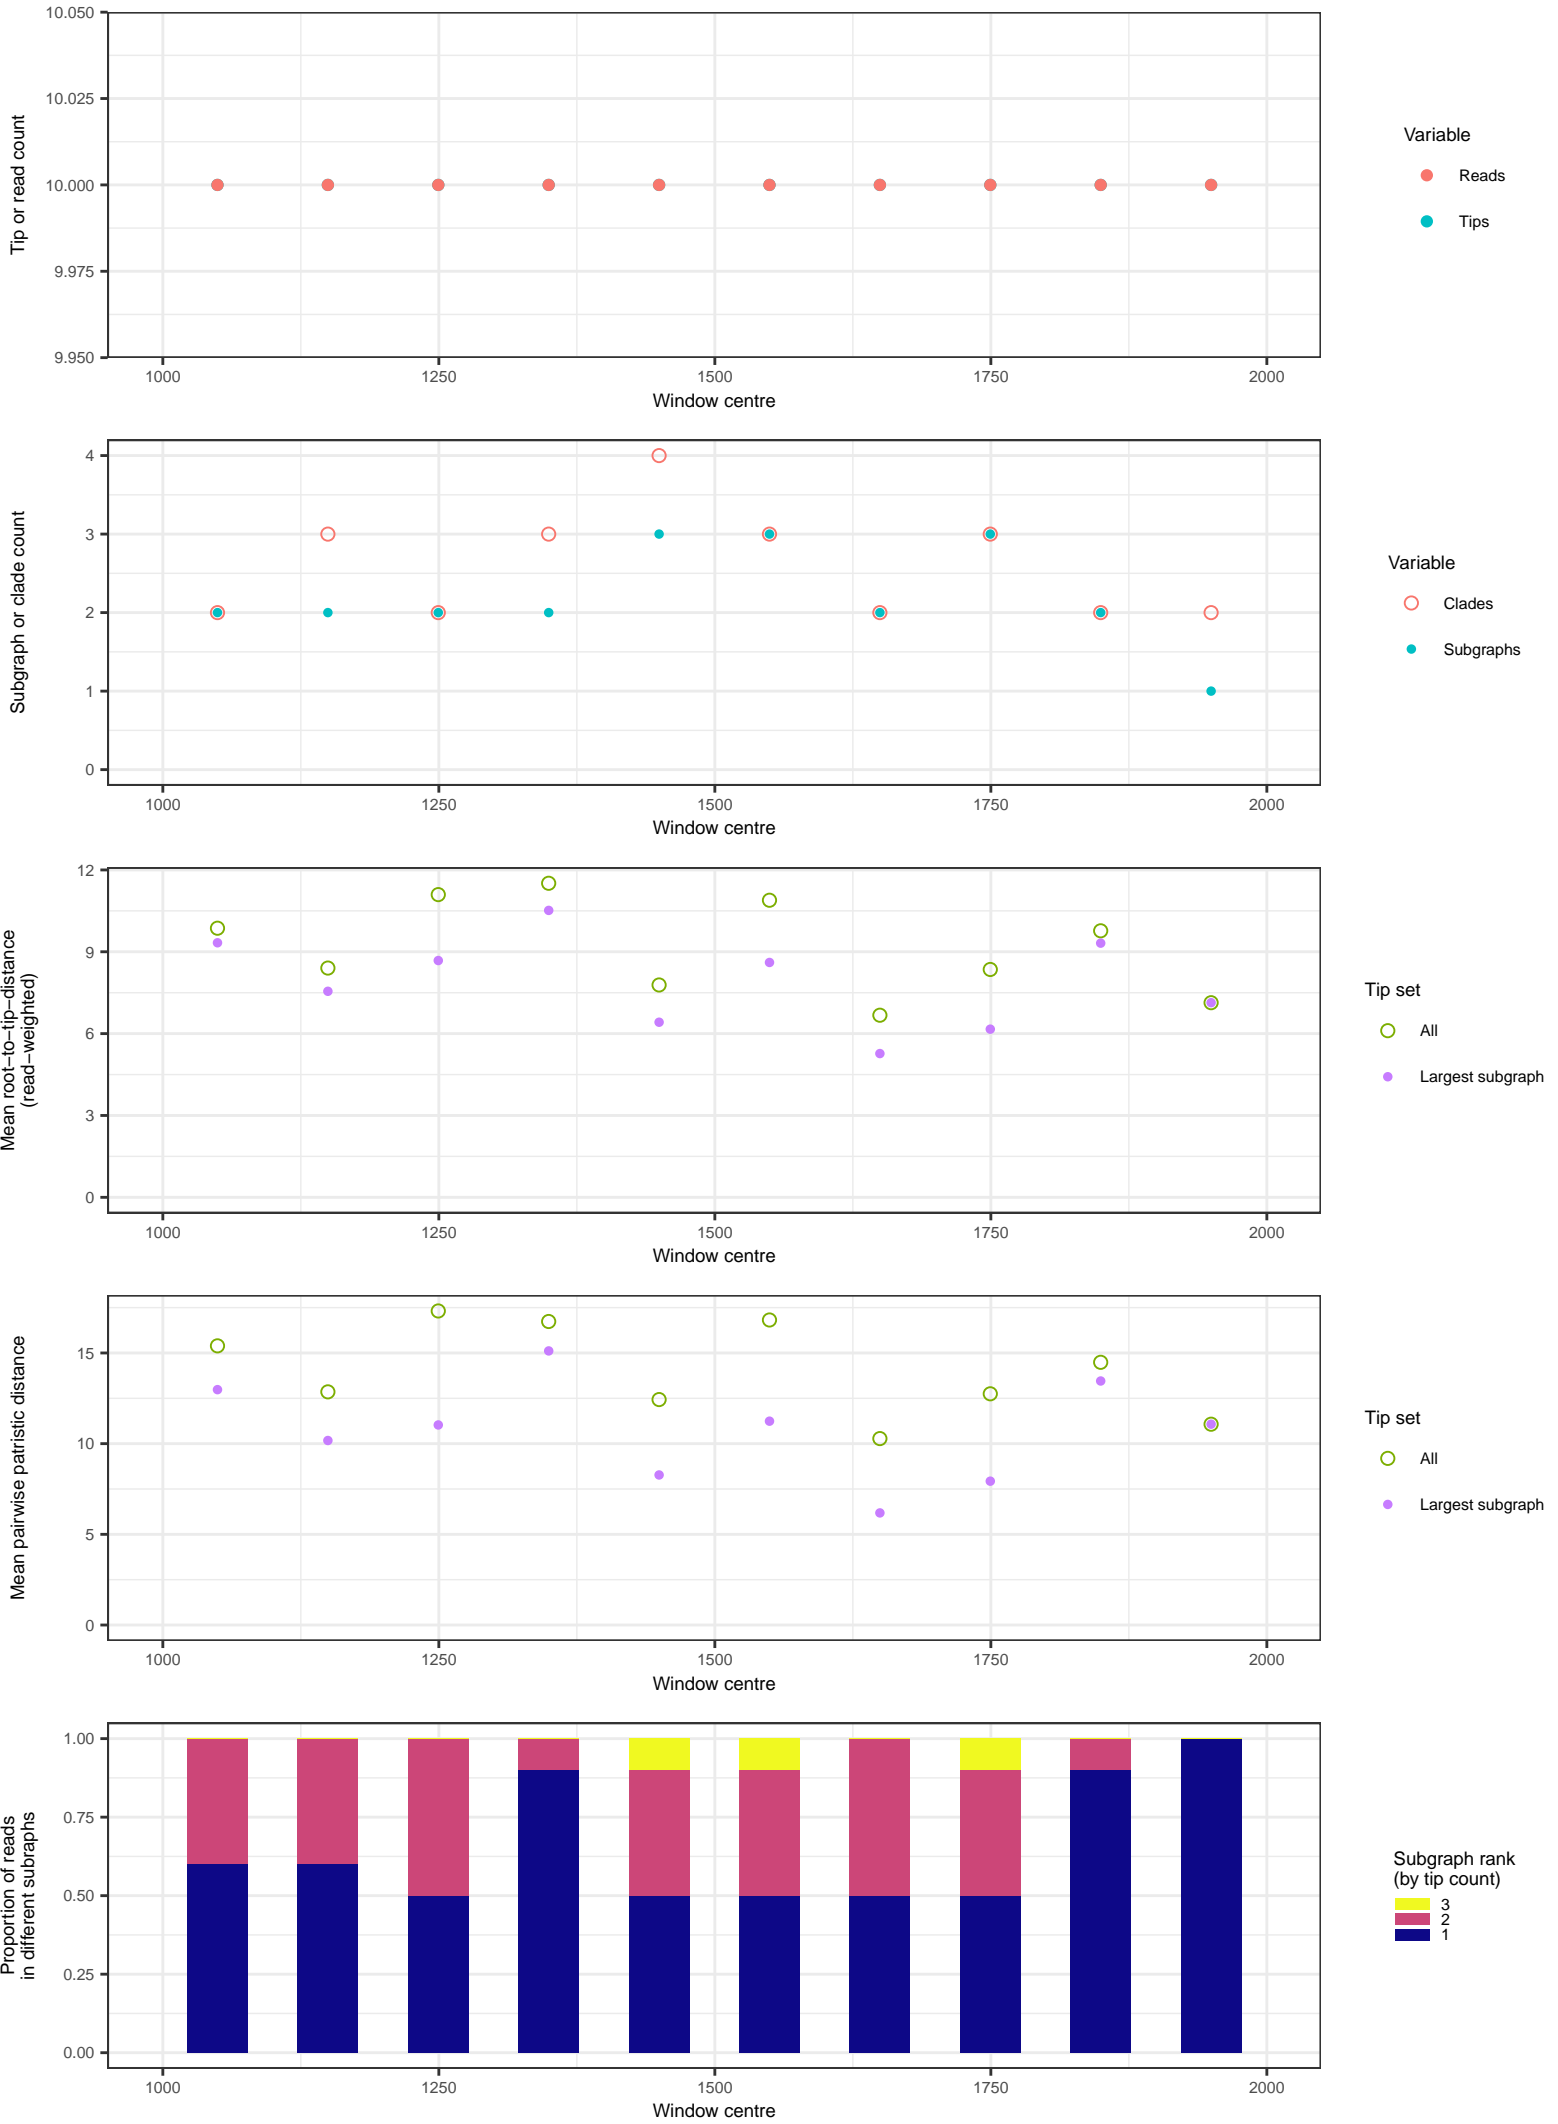 10.050
10.025
10.000
9.975
9.950
Tip or read count
1000 1250 1500 1750 2000
Window centre
Variable
Reads
Tips
4
3
2
1
0
Subgraph or clade count
1000 1250 1500 1750 2000
Window centre
Variable
Clades
Subgraphs
12
9
6
3
0
Mean root−to−tip−distance
(read−weighted)
1000 1250 1500 1750 2000
Window centre
Tip set
All
Largest subgraph
15
10
5
0
Mean pairwise patristic distance
1000 1250 1500 1750 2000
Window centre
Tip set
All
Largest subgraph
1.00
0.75
0.50
0.25
0.00
Proportion of reads
in different subraphs
1000 1250 1500 1750 2000
Window centre
Subgraph rank
(by tip count)
3
2
1